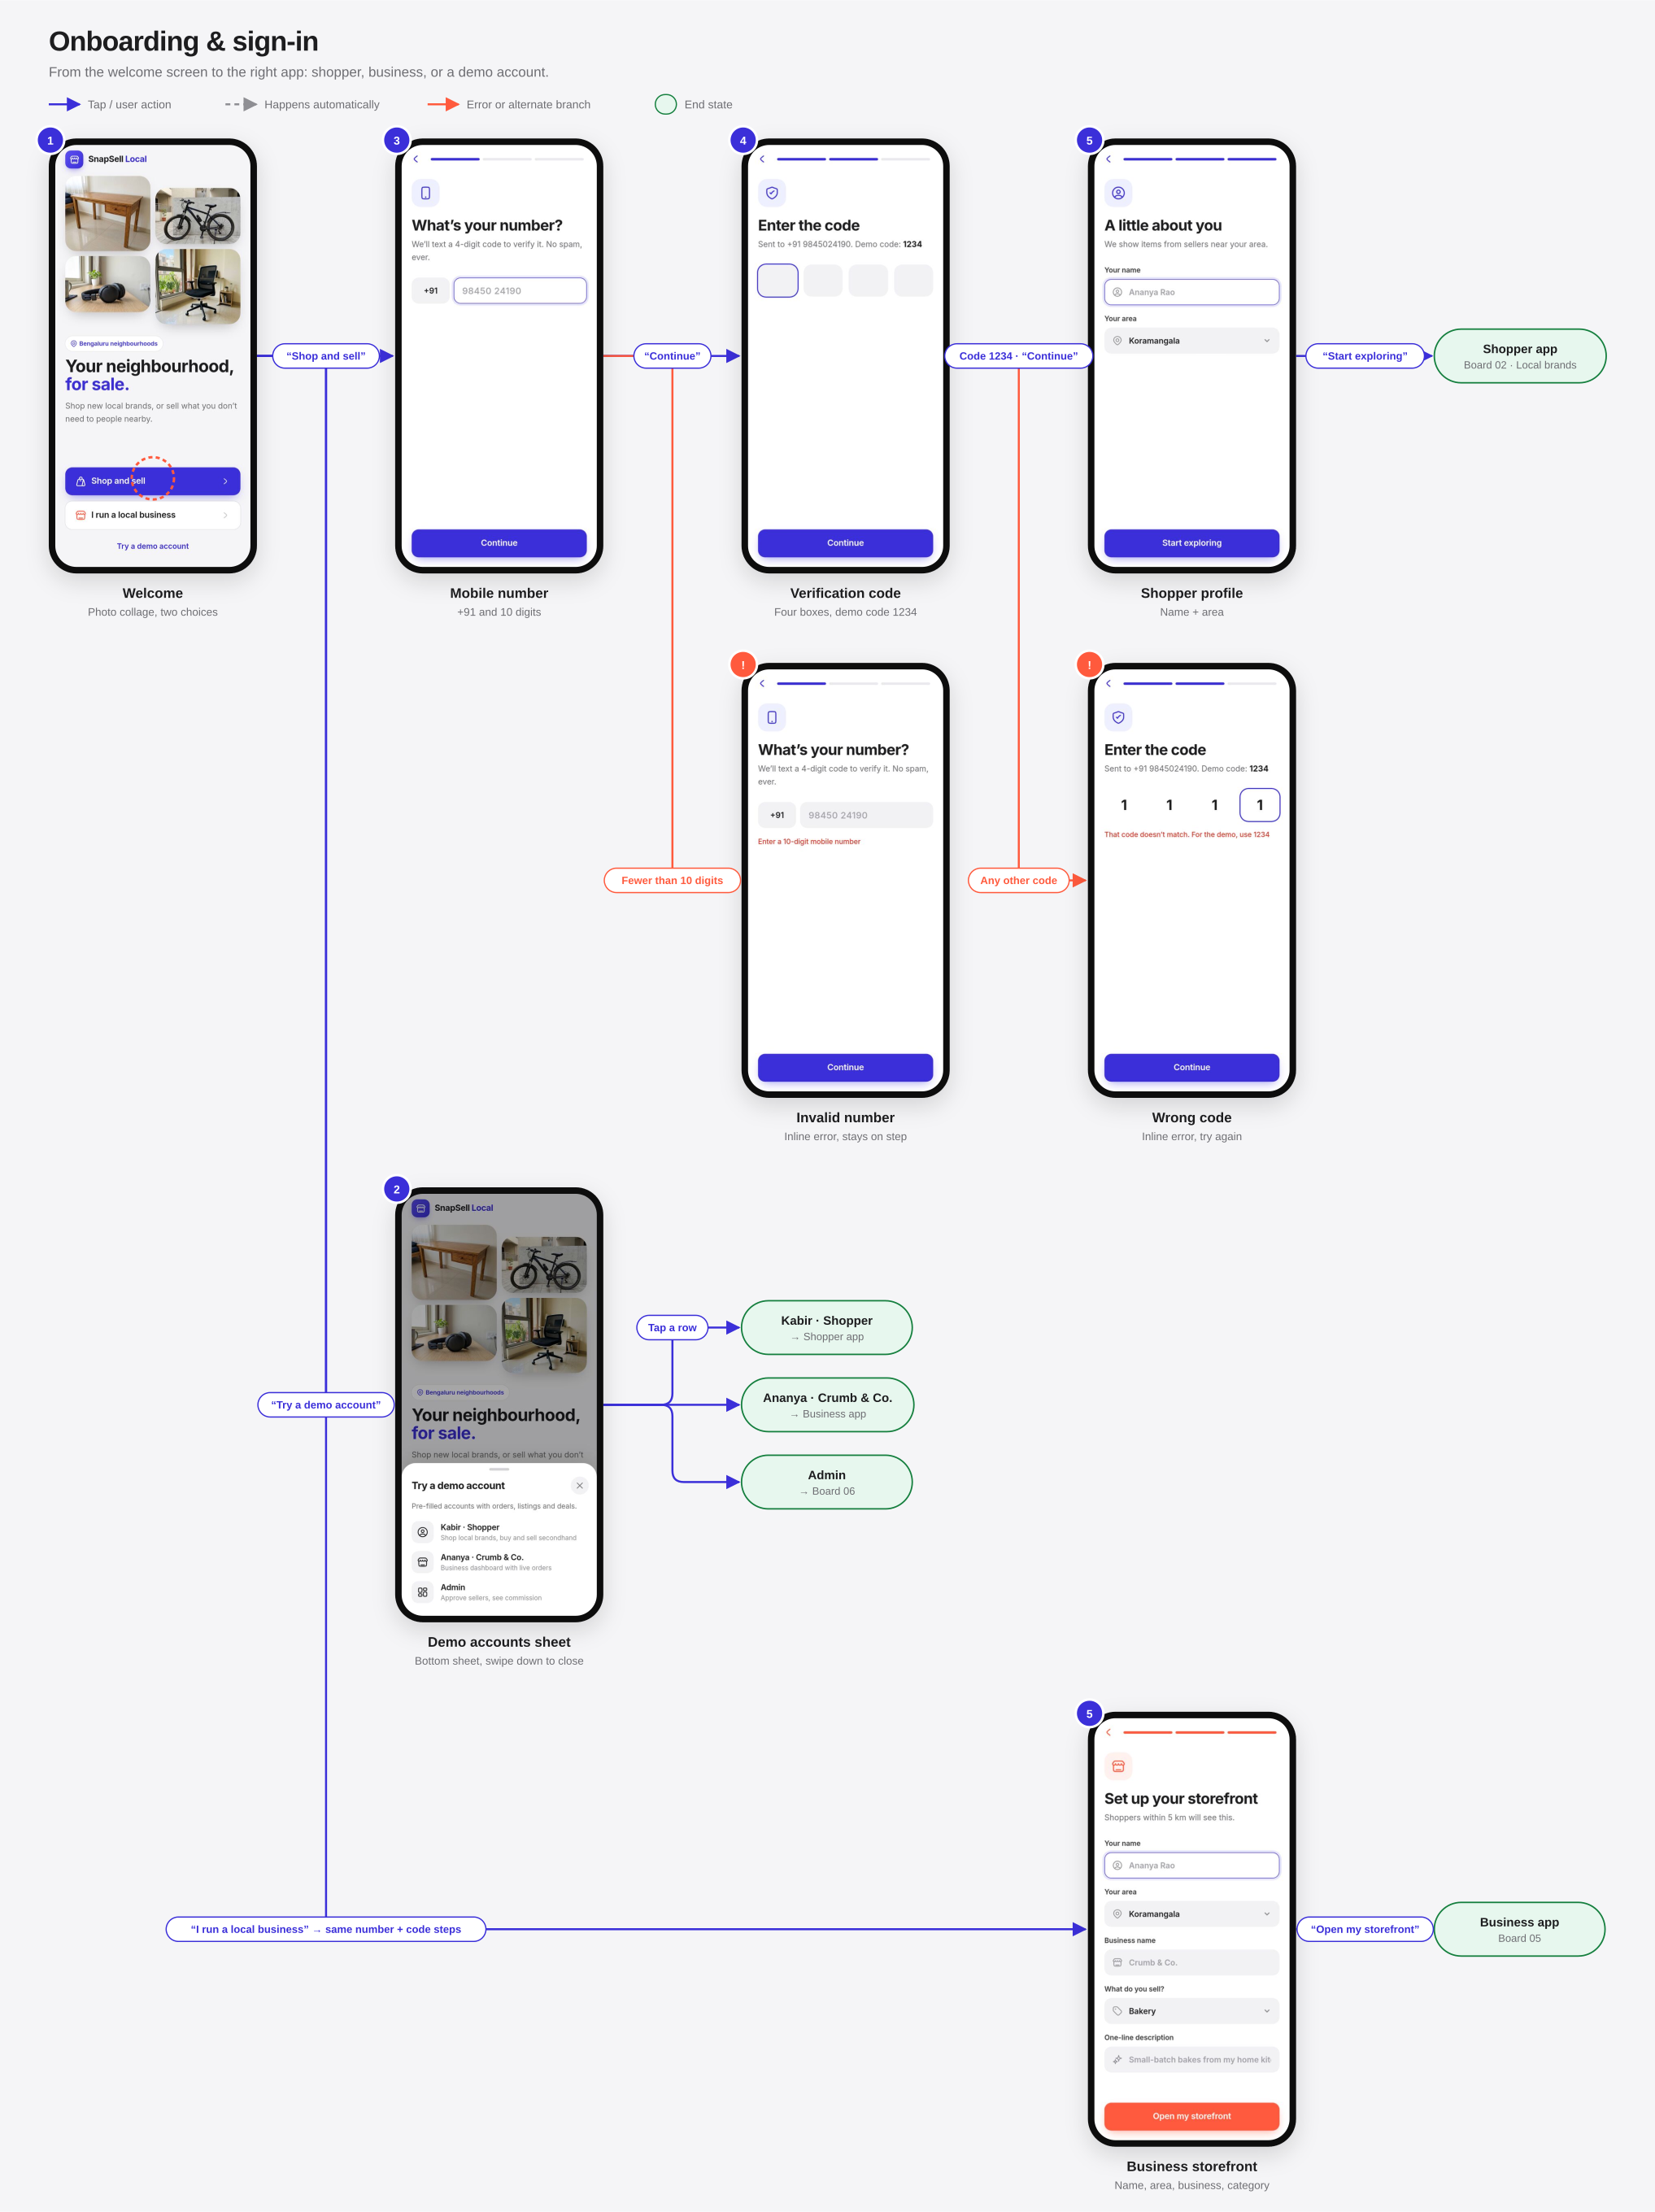 Onboarding & sign-in
From the welcome screen to the right app: shopper, business, or a demo account.
Tap / user action
Happens automatically
Error or alternate branch
End state
1
SnapSell Local
Bengaluru neighbourhoods
Your neighbourhood,
for sale.
Shop new local brands, or sell what you don't
need to people nearby.
Shop and sell
I run a local business
Try a demo account
Welcome
Photo collage, two choices
“Shop and sell”
3
What’s your number?
We'll text a 4-digit code to verify it. No spam,
ever.
+91
98450 24190
Continue
Mobile number
+91 and 10 digits
“Continue”
4
Enter the code
Sent to +91 9845024190. Demo code: 1234
Continue
Verification code
Four boxes, demo code 1234
Code 1234 · “Continue”
5
A little about you
We show items from sellers near your area.
Your name
Ananya Rao
Your area
Koramangala
Start exploring
Shopper profile
Name + area
“Start exploring”
Shopper app
Board 02 · Local brands
!
What’s your number?
We'll text a 4-digit code to verify it. No spam,
ever.
+91
98450 24190
Enter a 10-digit mobile number
Continue
Invalid number
Inline error, stays on step
Fewer than 10 digits
!
Enter the code
Sent to +91 9845024190. Demo code: 1234
1 1 1 1
That code doesn't match. For the demo, use 1234
Continue
Wrong code
Inline error, try again
Any other code
2
SnapSell Local
Bengaluru neighbourhoods
Your neighbourhood,
for sale.
Shop new local brands, or sell what you don't
Try a demo account
Pre-filled accounts with orders, listings and deals.
Kabir · Shopper
Shop local brands, buy and sell secondhand
Ananya · Crumb & Co.
Business dashboard with live orders
Admin
Approve sellers, see commission
Demo accounts sheet
Bottom sheet, swipe down to close
“Try a demo account”
Tap a row
Kabir · Shopper
→ Shopper app
Ananya · Crumb & Co.
→ Business app
Admin
→ Board 06
“I run a local business” → same number + code steps
5
Set up your storefront
Shoppers within 5 km will see this.
Your name
Ananya Rao
Your area
Koramangala
Business name
Crumb & Co.
What do you sell?
Bakery
One-line description
Small-batch bakes from my home kit
Open my storefront
Business storefront
Name, area, business, category
“Open my storefront”
Business app
Board 05